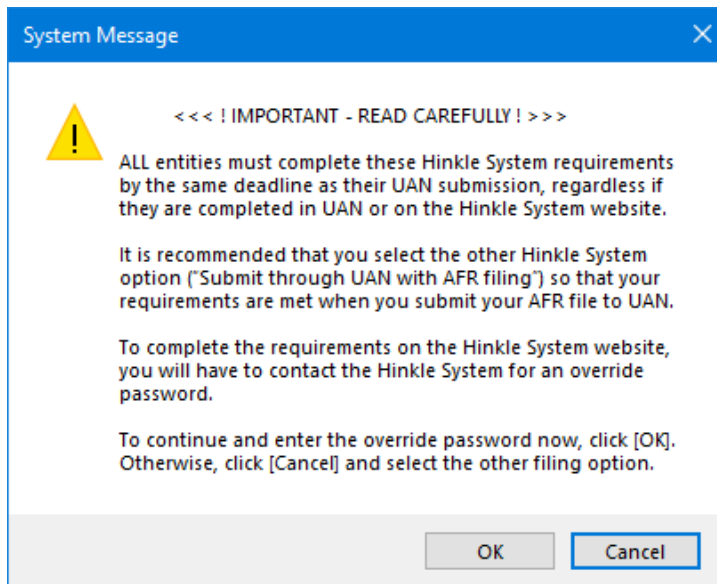 System Message
< < < ! IMPORTANT - READ CAREFULLY ! > > >
ALL entities must complete these Hinkle System requirements
by the same deadline as their UAN submission, regardless if
they are completed in UAN or on the Hinkle System website.
It is recommended that you select the other Hinkle System
option ("Submit through UAN with AFR filing") so that your
requirements are met when you submit your AFR file to UAN.
To complete the requirements on the Hinkle System website,
you will have to contact the Hinkle System for an override
password.
To continue and enter the override password now, click [OK].
Otherwise, click [Cancel] and select the other filing option.
OK
Cancel